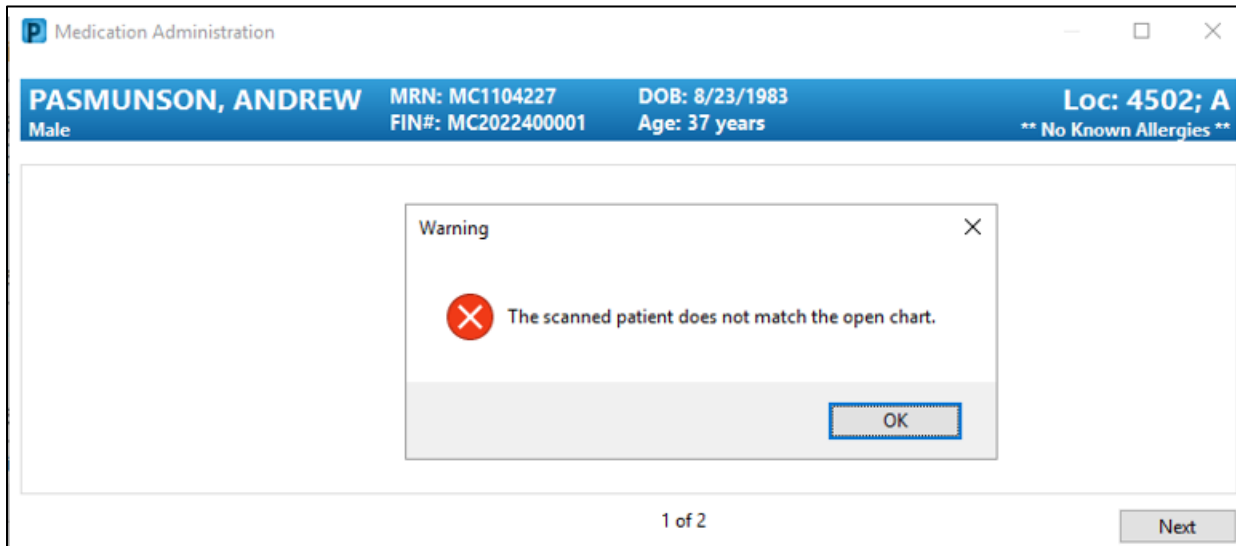 P Medication Administration
PASMUNSON, ANDREW MRN: MC1104227 DOB: 8/23/1983 Loc: 4502; A
Male FIN#: MC2022400001 Age: 37 years ** No Known Allergies **
Warning
The scanned patient does not match the open chart.
OK
1 of 2 Next